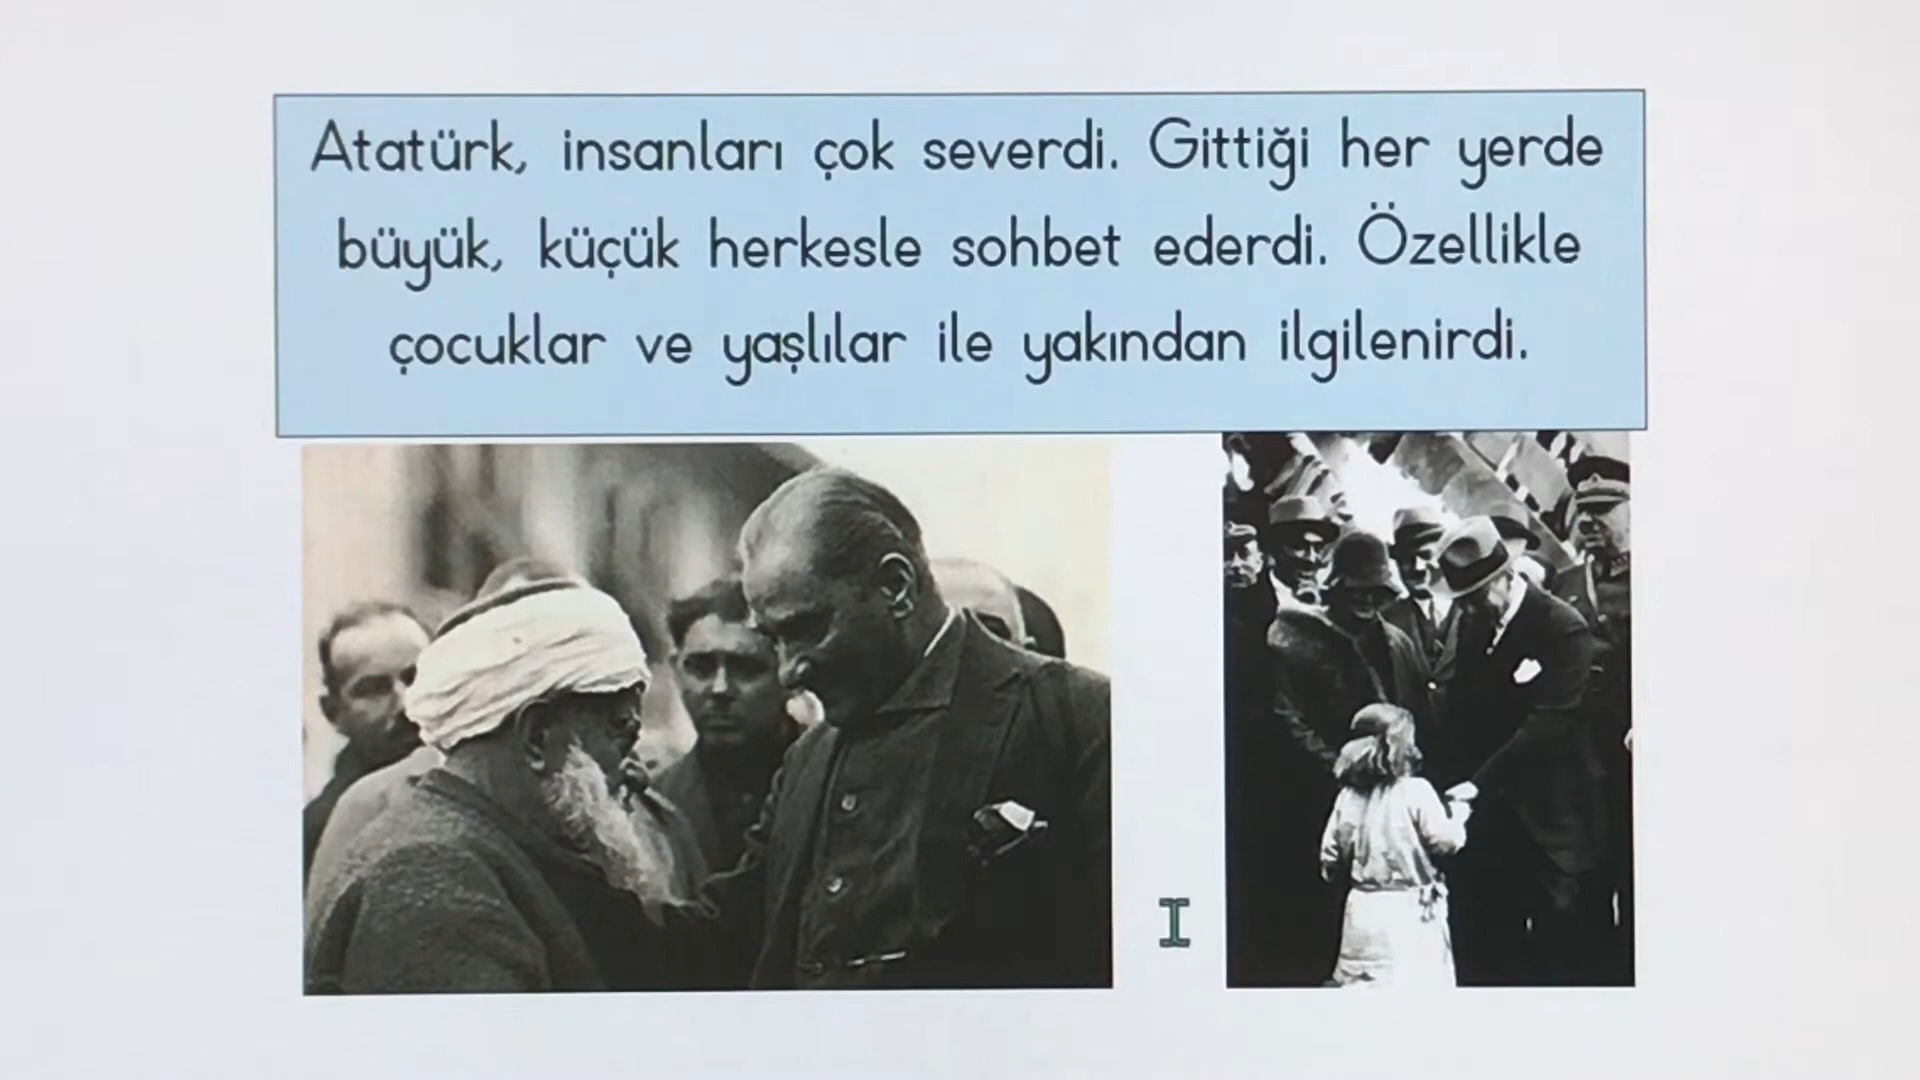 Atatürk, insanları çok severdi. Gittiği her yerde
büyük, küçük herkesle sohbet ederdi. Özellikle
çocuklar ve yaşlılar ile yakından ilgilenirdi.